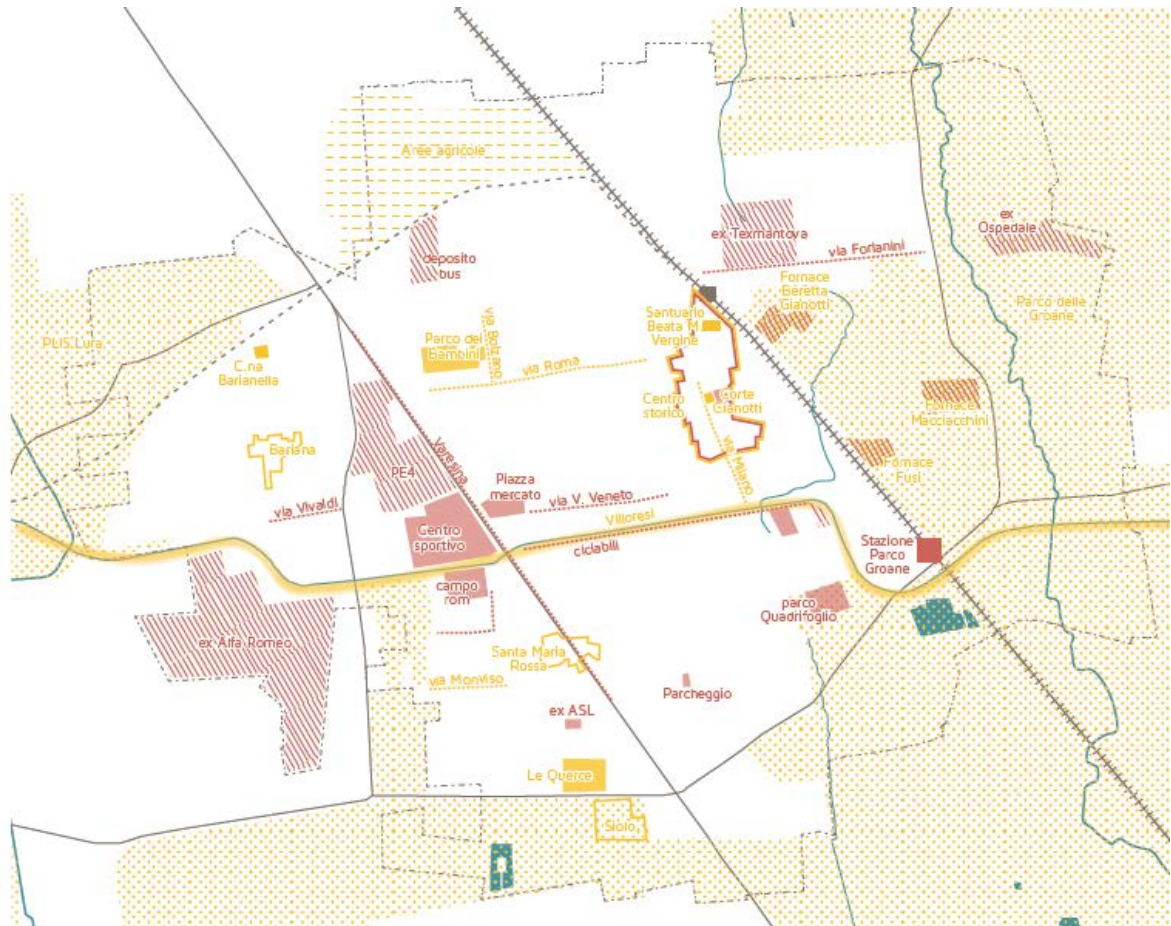 Aree agricole
ex Texmantova
ex
Ospedale
via Forlanini
deposito
bus
Fornace
Beretta
Gianotti
Parco delle
Groane
Santuario
Beata M.
Vergine
PLIS Lura
Parco dei
Bambini
via Bolzano
via Roma
C.na
Barianella
Centro
storico
Corte
Gianotti
Fornace
Macciacchini
Bariana
PE4
Varesina
via Milano
Fornace
Fusi
Piazza
mercato
via V. Veneto
via Vivaldi
Centro
sportivo
Villoresi
ciclabili
Stazione
Parco
Groane
campo
rom
parco
Quadrifoglio
ex Alfa Romeo
Santa Maria
Rossa
via Monviso
Parcheggio
ex ASL
Le Querce
Siolo